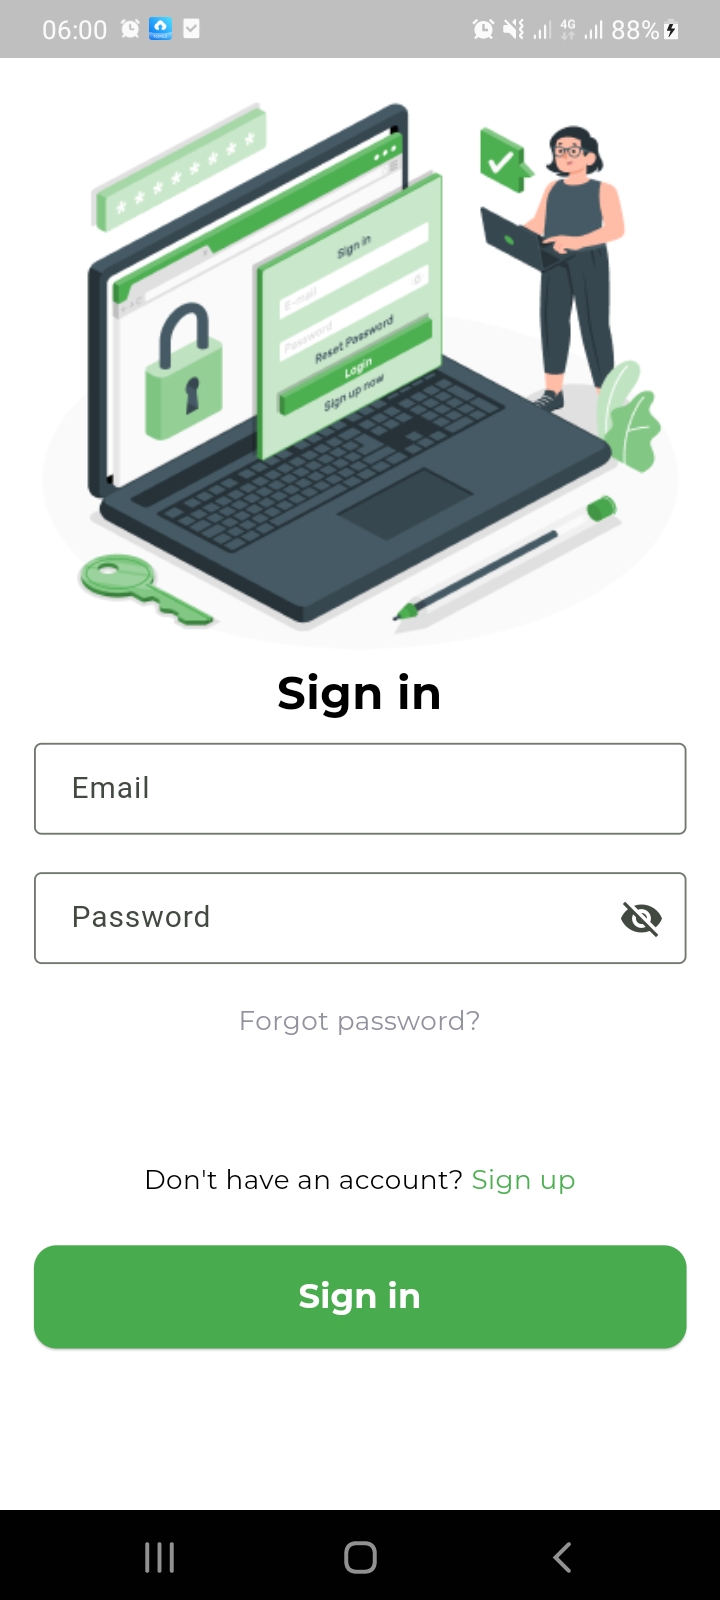 06:00 4G 88%
* * * * * * * *
Sign in
E-mail
Password
Reset Password
Login
Sign up now
Sign in
Email
Password
Forgot password?
Don't have an account? Sign up
Sign in